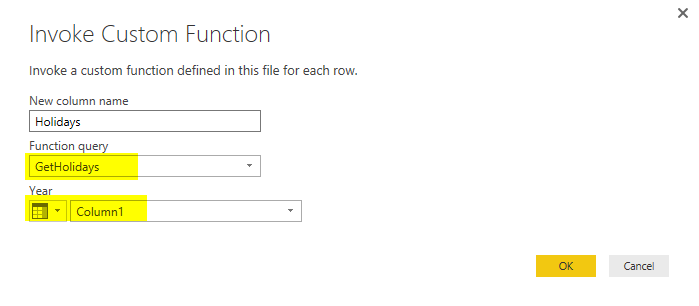 Invoke Custom Function
Invoke a custom function defined in this file for each row.
New column name
Holidays
Function query
GetHolidays
Year
Column1
OK
Cancel